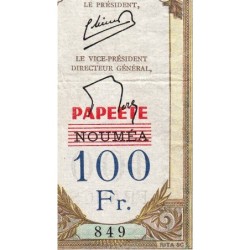 LE PRÉSIDENT,
LE VICE-PRÉSIDENT
DIRECTEUR GÉNÉRAL,
PAPEETE
NOUMÉA
100
Fr.
849